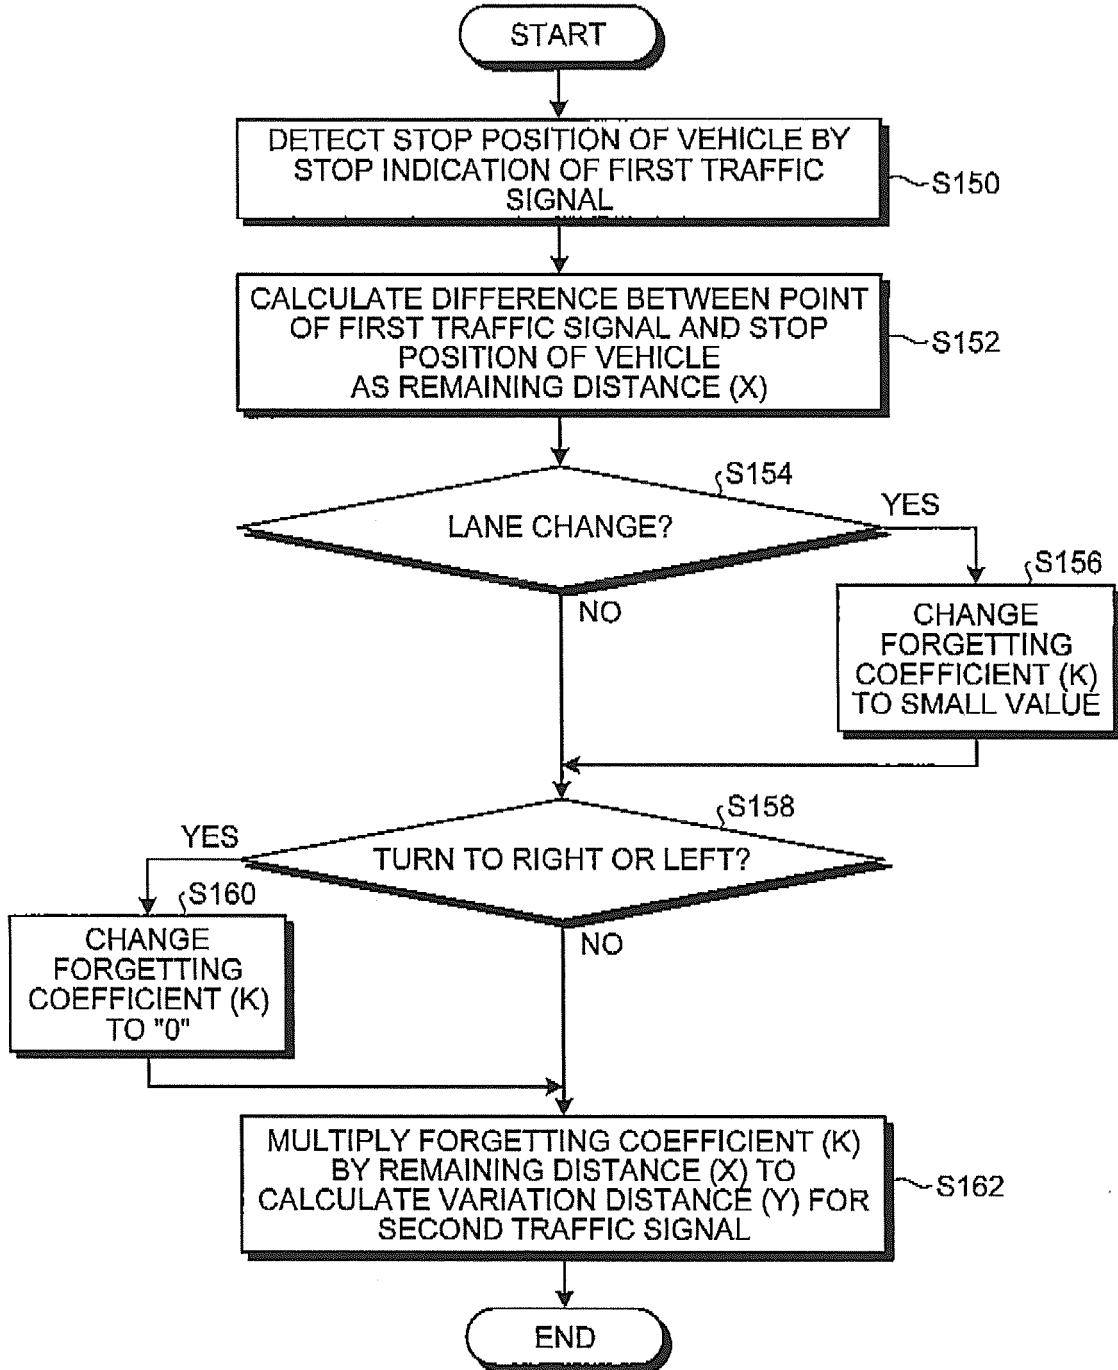 START
DETECT STOP POSITION OF VEHICLE BY
STOP INDICATION OF FIRST TRAFFIC
SIGNAL
S150
CALCULATE DIFFERENCE BETWEEN POINT
OF FIRST TRAFFIC SIGNAL AND STOP
POSITION OF VEHICLE
AS REMAINING DISTANCE (X)
S152
S154
LANE CHANGE?
YES
NO
S156
CHANGE
FORGETTING
COEFFICIENT (K)
TO SMALL VALUE
S158
TURN TO RIGHT OR LEFT?
YES
NO
S160
CHANGE
FORGETTING
COEFFICIENT (K)
TO "0"
MULTIPLY FORGETTING COEFFICIENT (K)
BY REMAINING DISTANCE (X) TO
CALCULATE VARIATION DISTANCE (Y) FOR
SECOND TRAFFIC SIGNAL
S162
END